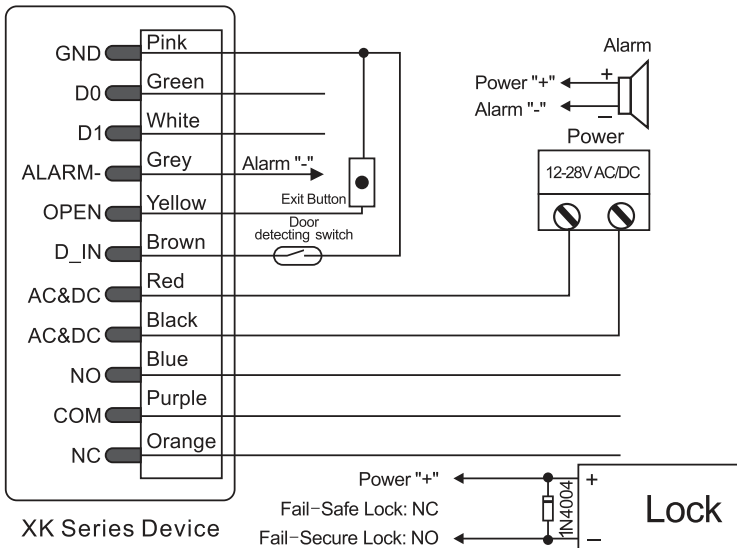 GND Pink
D0 Green
D1 White
ALARM- Grey Alarm "-"
OPEN Yellow Exit Button
D_IN Brown Door
detecting switch
AC&DC Red
AC&DC Black
NO Blue
COM Purple
NC Orange
XK Series Device
Alarm
Power "+" +
Alarm "-" −
Power
12-28V AC/DC
Power "+" +
Fail-Safe Lock: NC
Fail-Secure Lock: NO −
1N4004
Lock